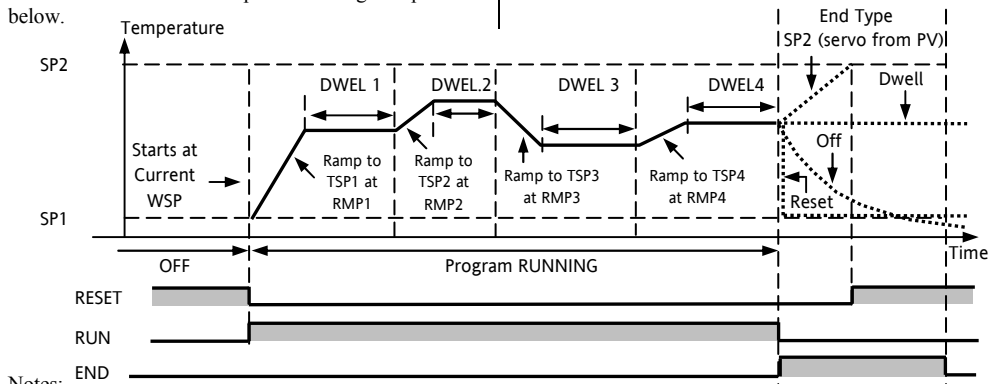 below.
Temperature
End Type
SP2 (servo from PV)
SP2
DWEL 1
DWEL.2
DWEL 3
DWEL4
Dwell
Off
Starts at
Current
WSP
Ramp to
TSP1 at
RMP1
Ramp to
TSP2 at
RMP2
Ramp to TSP3
at RMP3
Ramp to TSP4
at RMP4
Reset
SP1
Time
OFF
Program RUNNING
RESET
RUN
END
Notes: